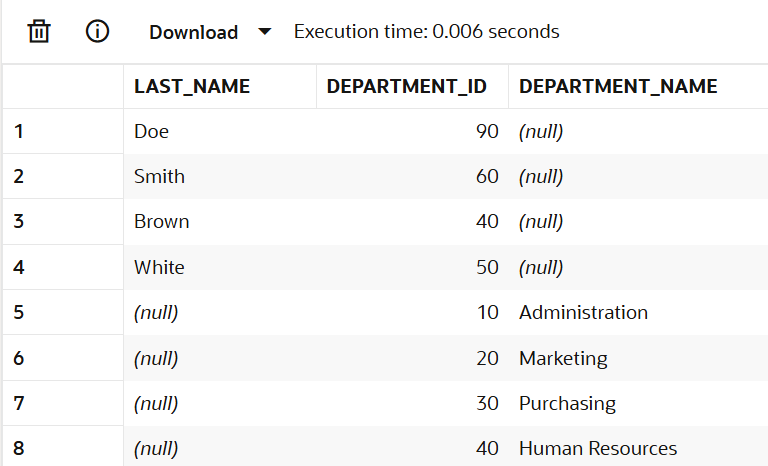 Download Execution time: 0.006 seconds
LAST_NAME DEPARTMENT_ID DEPARTMENT_NAME
1 Doe 90 (null)
2 Smith 60 (null)
3 Brown 40 (null)
4 White 50 (null)
5 (null) 10 Administration
6 (null) 20 Marketing
7 (null) 30 Purchasing
8 (null) 40 Human Resources